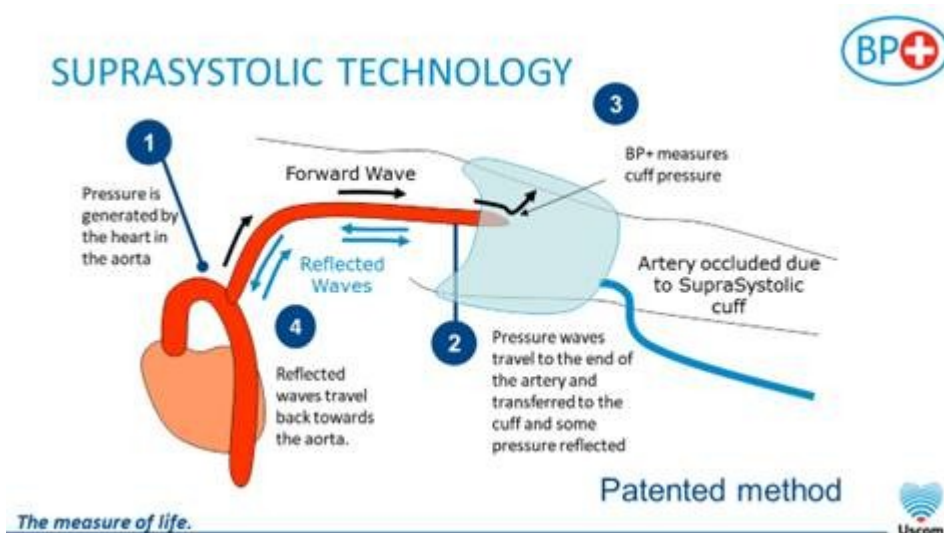 BP+
SUPRASYSTOLIC TECHNOLOGY
3
1
BP+ measures
cuff pressure
Forward Wave
Pressure is
generated by
the heart in
the aorta
Reflected
Waves
Artery occluded due
to SupraSystolic
cuff
4
2
Pressure waves
travel to the end of
the artery and
transferred to the
cuff and some
pressure reflected
Reflected
waves travel
back towards
the aorta.
Patented method
The measure of life.
Uscom